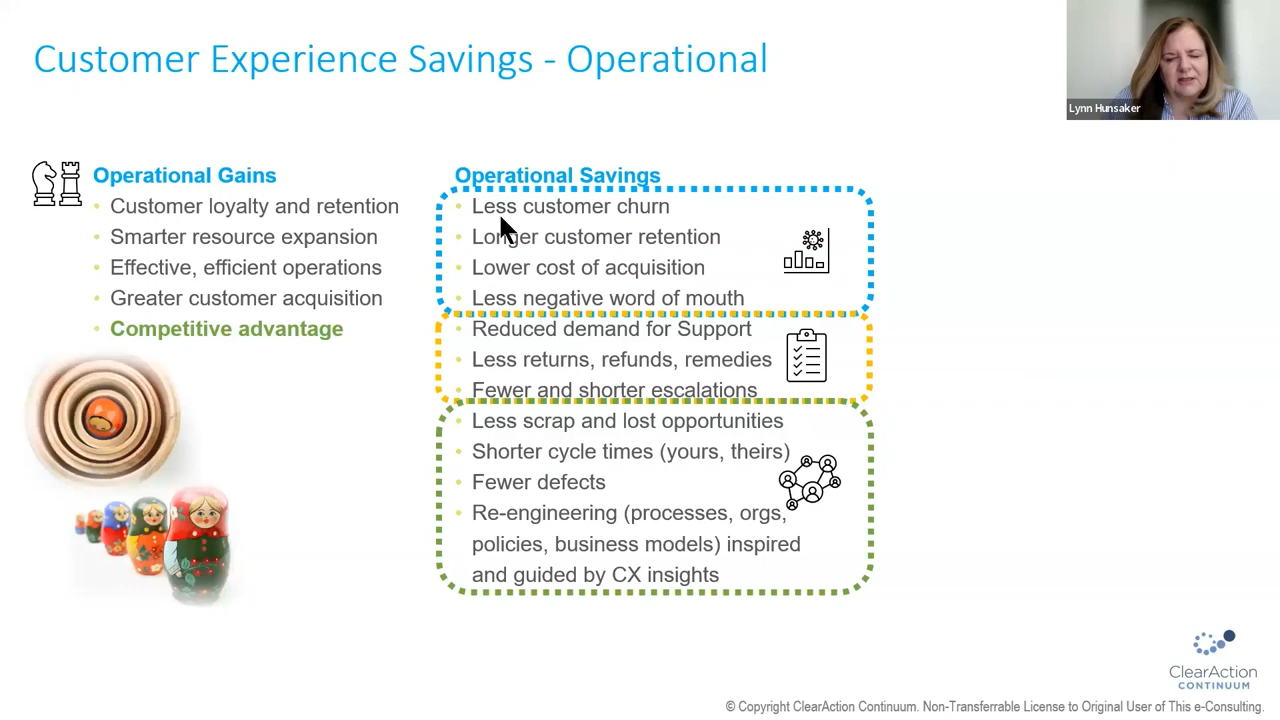 Customer Experience Savings - Operational
Lynn Hunsaker
Operational Gains
• Customer loyalty and retention
• Smarter resource expansion
• Effective, efficient operations
• Greater customer acquisition
• Competitive advantage
Operational Savings
• Less customer churn
• Longer customer retention
• Lower cost of acquisition
• Less negative word of mouth
• Reduced demand for Support
• Less returns, refunds, remedies
• Fewer and shorter escalations
• Less scrap and lost opportunities
• Shorter cycle times (yours, theirs)
• Fewer defects
• Re-engineering (processes, orgs,
policies, business models) inspired
and guided by CX insights
ClearAction
CONTINUUM
© Copyright ClearAction Continuum. Non-Transferrable License to Original User of This e-Consulting.